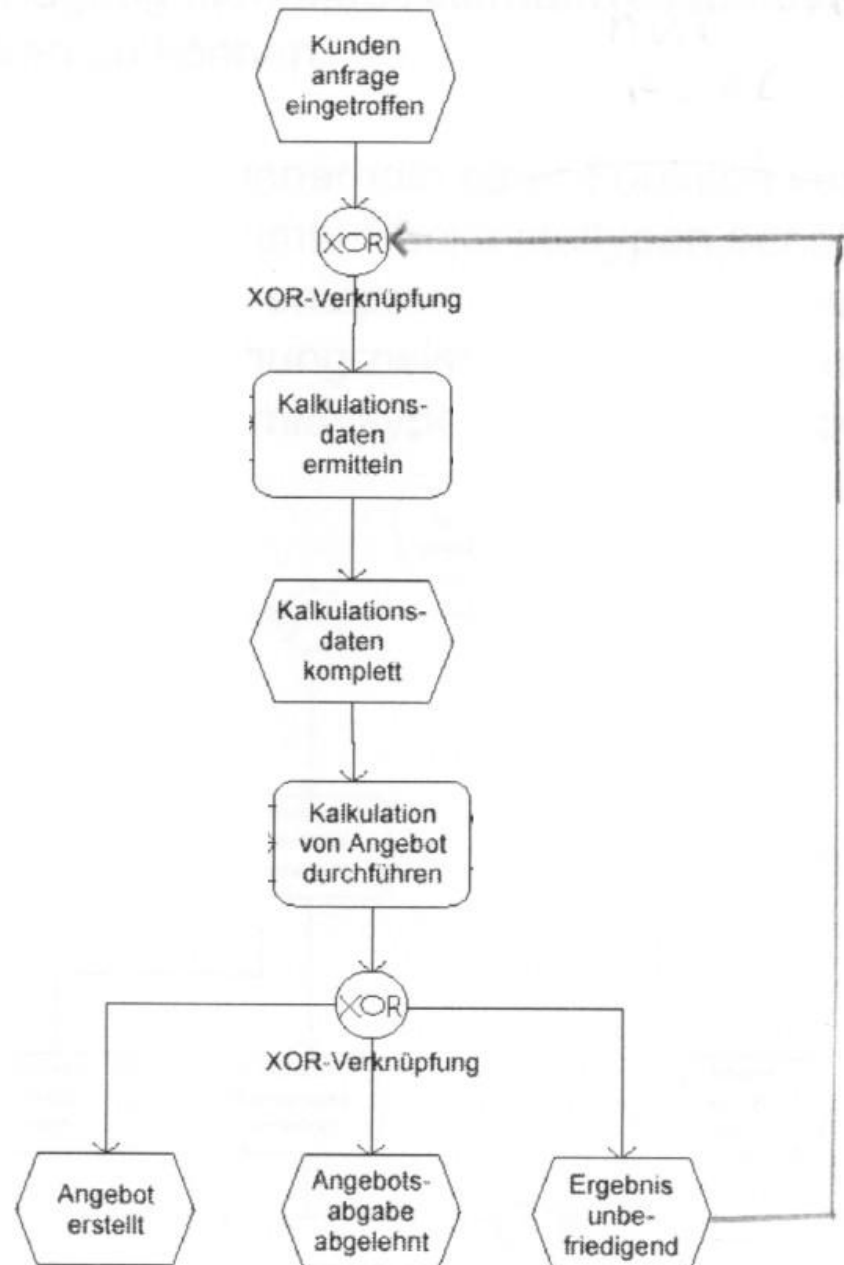 Kunden
anfrage
eingetroffen
XOR
XOR-Verknüpfung
Kalkulations-
daten
ermitteln
Kalkulations-
daten
komplett
Kalkulation
von Angebot
durchführen
XOR
XOR-Verknüpfung
Angebot
erstellt
Angebots-
abgabe
abgelehnt
Ergebnis
unbe-
friedigend